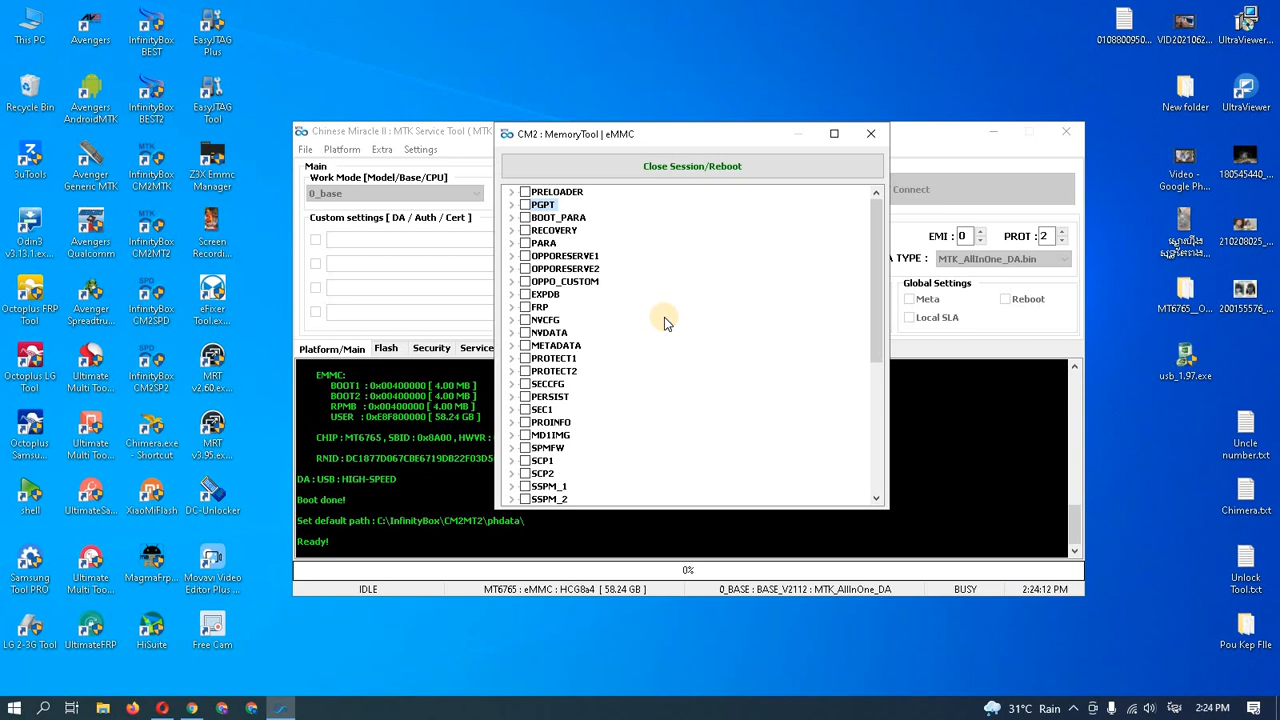 This PC
Avengers
InfinityBox
BEST
EasyJTAG
Plus
Recycle Bin
Avengers
AndroidMTK
InfinityBox
BEST2
EasyJTAG
Tool
3uTools
Avengers
Generic MTK
InfinityBox
CM2MTK
Z3X Emmc
Manager
Odin3
v3.13.1.ex...
Avengers
Qualcomm
InfinityBox
CM2MT2
Screen
Recordi...
Octoplus FRP
Tool
Avenger
Spreadtru...
InfinityBox
CM2SPD
eFixer
Tool.ex...
Octoplus LG
Tool
Ultimate
Multi Too...
InfinityBox
CM2SP2
MRT
v2.60.ex...
Octoplus
Samsu...
Ultimate
Multi Tool...
Chimera.exe
- Shortcut
MRT
v3.95.ex...
shell
UltimateSa...
XiaoMiFlash
DC-Unlocker
Samsung
Tool PRO
Ultimate
Multi Tool...
MagmaFrp...
Movavi Video
Editor Plus ...
LG 2-3G Tool
UltimateFRP
HiSuite
Free Cam
Chinese Miracle II : MTK Service Tool ( MTK
File
Platform
Extra
Settings
Main
Work Mode [Model/Base/CPU]
0_base
Custom settings [ DA / Auth / Cert ]
Platform/Main
Flash
Security
Service
EMMC:
BOOT1 : 0x00400000 [ 4.00 MB ]
BOOT2 : 0x00400000 [ 4.00 MB ]
RPMB : 0x00400000 [ 4.00 MB ]
USER : 0xE8F800000 [ 58.24 GB ]
CHIP : MT6765 , SBID : 0x8A00 , HWVR :
RNID : DC1877D067CBE6719DB22F03D5
DA : USB : HIGH-SPEED
Boot done!
Set default path : C:\InfinityBox\CM2MT2\phdata\
Ready!
0%
IDLE
MT6765 : eMMC : HCG8a4 [ 58.24 GB ]
0_BASE : BASE_V2112 : MTK_AllInOne_DA
BUSY
2:24:12 PM
CM2 : MemoryTool | eMMC
Close Session/Reboot
PRELOADER
PGPT
BOOT_PARA
RECOVERY
PARA
OPPORESERVE1
OPPORESERVE2
OPPO_CUSTOM
EXPDB
FRP
NVCFG
NVDATA
METADATA
PROTECT1
PROTECT2
SECCFG
PERSIST
SEC1
PROINFO
MD1IMG
SPMFW
SCP1
SCP2
SSPM_1
SSPM_2
Connect
EMI : 0
PROT : 2
A TYPE :
MTK_AllInOne_DA.bin
Global Settings
Meta
Reboot
Local SLA
0108800950...
VID2021062...
UltraViewer...
New folder
UltraViewer
Video -
Google Ph...
180545440_...
210208025_...
MT6765__O...
200155576_...
usb_1.97.exe
Uncle
number.txt
Chimera.txt
Unlock
Tool.txt
Pou Kep FIle
31°C Rain
2:24 PM